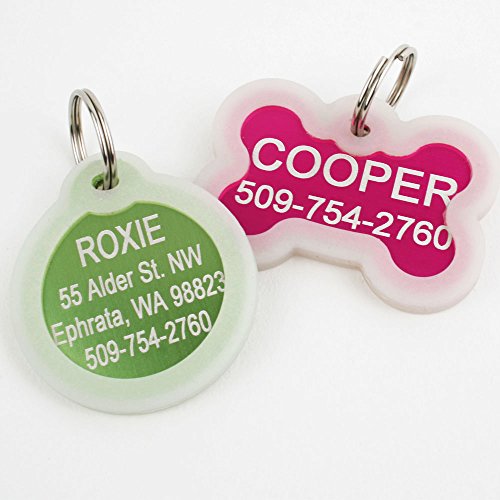 ROXIE
55 Alder St. NW
Ephrata, WA 98823
509-754-2760
COOPER
509-754-2760